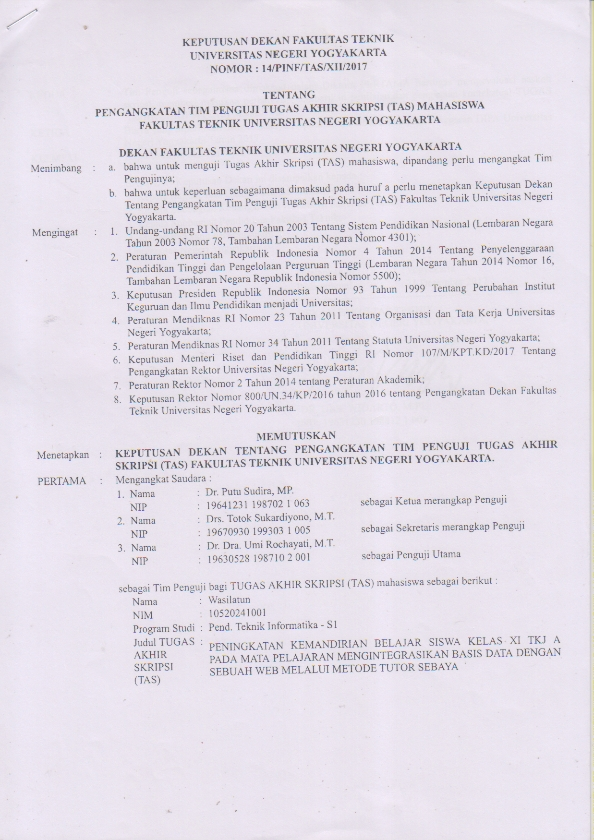 KEPUTUSAN DEKAN FAKULTAS TEKNIK
UNIVERSITAS NEGERI YOGYAKARTA
NOMOR : 14/PINF/TAS/XII/2017
TENTANG
PENGANGKATAN TIM PENGUJI TUGAS AKHIR SKRIPSI (TAS) MAHASISWA
FAKULTAS TEKNIK UNIVERSITAS NEGERI YOGYAKARTA
DEKAN FAKULTAS TEKNIK UNIVERSITAS NEGERI YOGYAKARTA
Menimbang : a. bahwa untuk menguji Tugas Akhir Skripsi (TAS) mahasiswa, dipandang perlu mengangkat Tim
Pengujinya;
b. bahwa untuk keperluan sebagaimana dimaksud pada huruf a perlu menetapkan Keputusan Dekan
Tentang Pengangkatan Tim Penguji Tugas Akhir Skripsi (TAS) Fakultas Teknik Universitas Negeri
Yogyakarta.
Mengingat : 1. Undang-undang RI Nomor 20 Tahun 2003 Tentang Sistem Pendidikan Nasional (Lembaran Negara
Tahun 2003 Nomor 78, Tambahan Lembaran Negara Nomor 4301);
2. Peraturan Pemerintah Republik Indonesia Nomor 4 Tahun 2014 Tentang Penyelenggaraan
Pendidikan Tinggi dan Pengelolaan Perguruan Tinggi (Lembaran Negara Tahun 2014 Nomor 16,
Tambahan Lembaran Negara Republik Indonesia Nomor 5500);
3. Keputusan Presiden Republik Indonesia Nomor 93 Tahun 1999 Tentang Perubahan Institut
Keguruan dan Ilmu Pendidikan menjadi Universitas;
4. Peraturan Mendiknas RI Nomor 23 Tahun 2011 Tentang Organisasi dan Tata Kerja Universitas
Negeri Yogyakarta;
5. Peraturan Mendiknas RI Nomor 34 Tahun 2011 Tentang Statuta Universitas Negeri Yogyakarta;
6. Keputusan Menteri Riset dan Pendidikan Tinggi RI Nomor 107/M/KPT.KD/2017 Tentang
Pengangkatan Rektor Universitas Negeri Yogyakarta;
7. Peraturan Rektor Nomor 2 Tahun 2014 tentang Peraturan Akademik;
8. Keputusan Rektor Nomor 800/UN.34/KP/2016 tahun 2016 tentang Pengangkatan Dekan Fakultas
Teknik Universitas Negeri Yogyakarta.
MEMUTUSKAN
Menetapkan : KEPUTUSAN DEKAN TENTANG PENGANGKATAN TIM PENGUJI TUGAS AKHIR
SKRIPSI (TAS) FAKULTAS TEKNIK UNIVERSITAS NEGERI YOGYAKARTA.
PERTAMA : Mengangkat Saudara :
1. Nama : Dr. Putu Sudira, MP.
NIP : 19641231 198702 1 063 sebagai Ketua merangkap Penguji
2. Nama : Drs. Totok Sukardiyono, M.T.
NIP : 19670930 199303 1 005 sebagai Sekretaris merangkap Penguji
3. Nama : Dr. Dra. Umi Rochayati, M.T.
NIP : 19630528 198710 2 001 sebagai Penguji Utama
sebagai Tim Penguji bagi TUGAS AKHIR SKRIPSI (TAS) mahasiswa sebagai berikut :
Nama : Wasilatun
NIM : 10520241001
Program Studi : Pend. Teknik Informatika - S1
Judul TUGAS : PENINGKATAN KEMANDIRIAN BELAJAR SISWA KELAS XI TKJ A
AKHIR PADA MATA PELAJARAN MENGINTEGRASIKAN BASIS DATA DENGAN
SKRIPSI SEBUAH WEB MELALUI METODE TUTOR SEBAYA
(TAS)